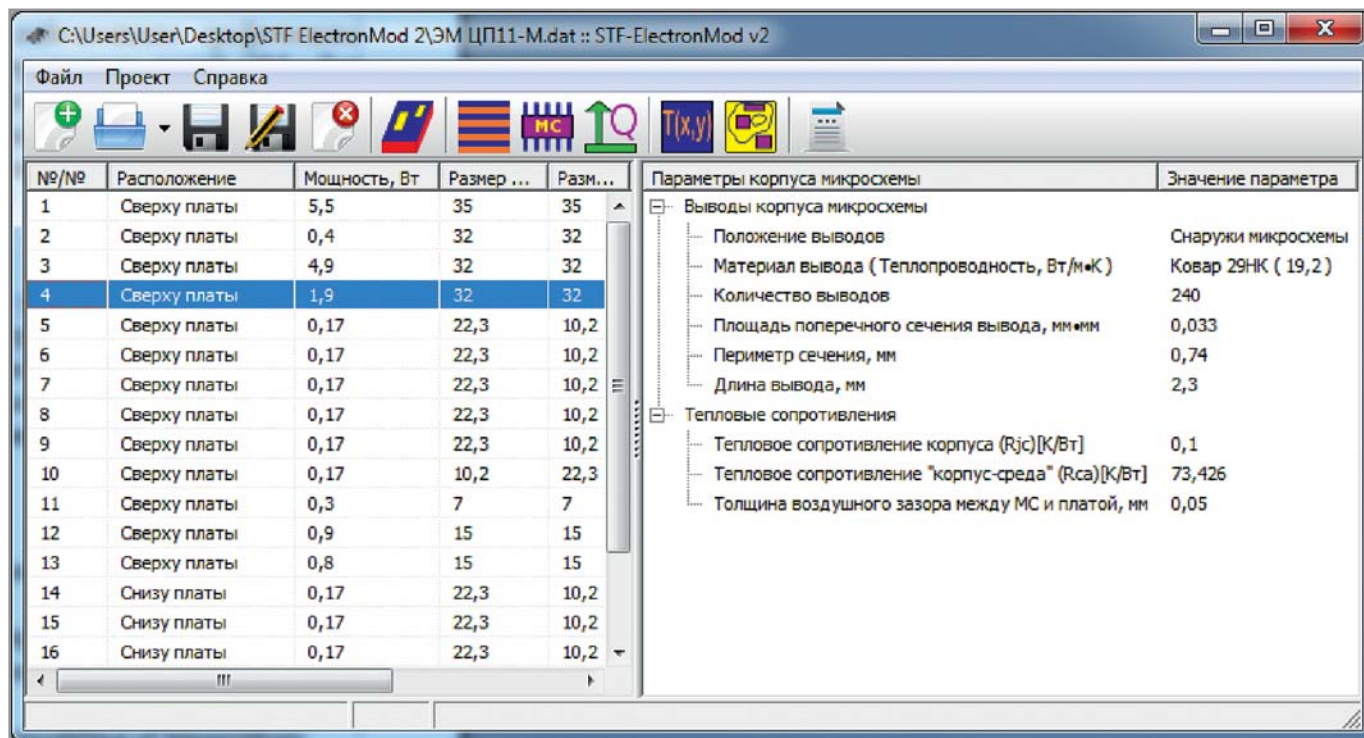 C:\Users\User\Desktop\STF ElectronMod 2\ЭМ ЦП11-М.dat :: STF-ElectronMod v2
Файл Проект Справка
МС Q T(x,y)
№/№ Расположение Мощность, Вт Размер ... Разм... Параметры корпуса микросхемы Значение параметра
1 Сверху платы 5,5 35 35 Выводы корпуса микросхемы
2 Сверху платы 0,4 32 32 Положение выводов Снаружи микросхемы
3 Сверху платы 4,9 32 32 Материал вывода ( Теплопроводность, Вт/м•К ) Ковар 29НК ( 19,2 )
4 Сверху платы 1,9 32 32 Количество выводов 240
5 Сверху платы 0,17 22,3 10,2 Площадь поперечного сечения вывода, мм•мм 0,033
6 Сверху платы 0,17 22,3 10,2 Периметр сечения, мм 0,74
7 Сверху платы 0,17 22,3 10,2 Длина вывода, мм 2,3
8 Сверху платы 0,17 22,3 10,2 Тепловые сопротивления
9 Сверху платы 0,17 22,3 10,2 Тепловое сопротивление корпуса (Rjc)[К/Вт] 0,1
10 Сверху платы 0,17 10,2 22,3 Тепловое сопротивление "корпус-среда" (Rca)[К/Вт] 73,426
11 Сверху платы 0,3 7 7 Толщина воздушного зазора между МС и платой, мм 0,05
12 Сверху платы 0,9 15 15
13 Сверху платы 0,8 15 15
14 Снизу платы 0,17 22,3 10,2
15 Снизу платы 0,17 22,3 10,2
16 Снизу платы 0,17 22,3 10,2